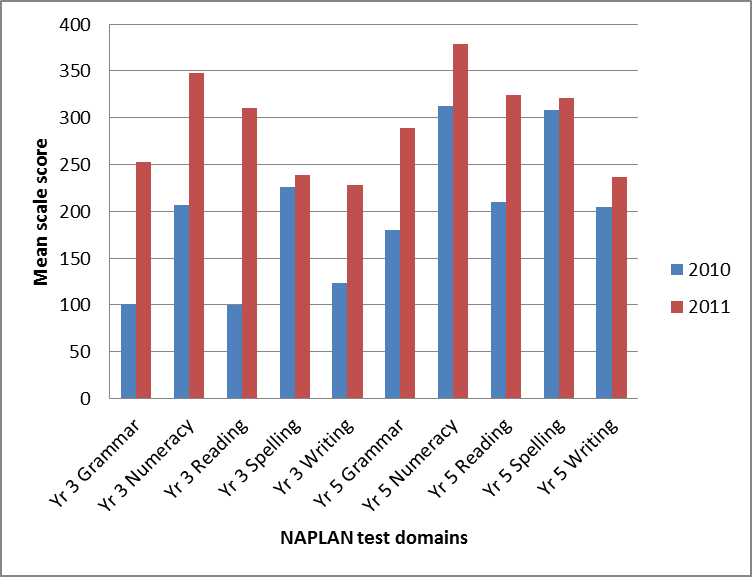 400
350
300
250
200
150
100
50
0
Mean scale score
Yr 3 Grammar
Yr 3 Numeracy
Yr 3 Reading
Yr 3 Spelling
Yr 3 Writing
Yr 5 Grammar
Yr 5 Numeracy
Yr 5 Reading
Yr 5 Spelling
Yr 5 Writing
NAPLAN test domains
2010
2011